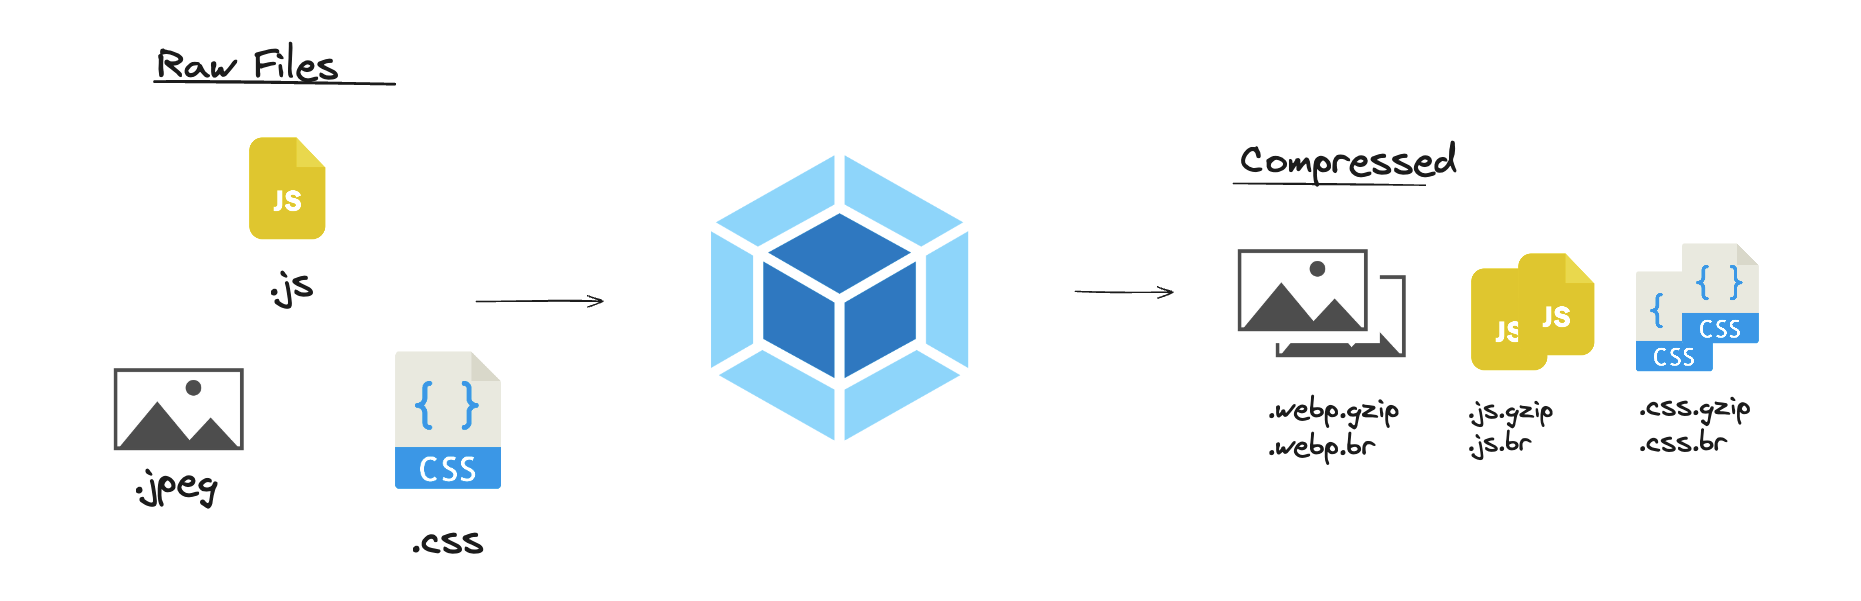 Raw Files
JS
.js
.jpeg
{ }
CSS
.css
Compressed
JS
JS
{ }
CSS
{
CSS
.webp.gzip
.webp.br
.js.gzip
.js.br
.css.gzip
.css.br